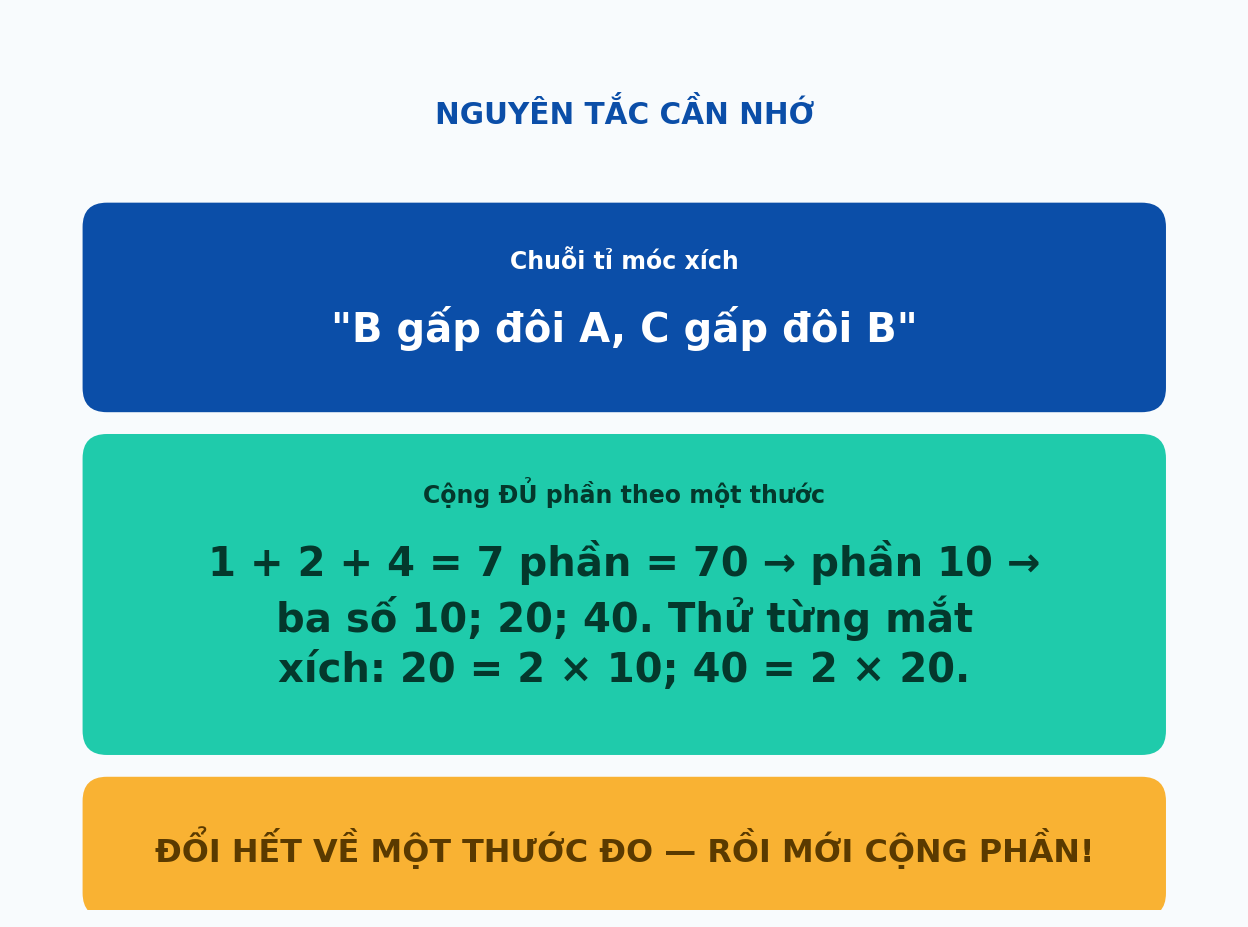 NGUYÊN TẮC CẦN NHỚ
Chuỗi tỉ móc xích
"B gấp đôi A, C gấp đôi B"
Cộng ĐỦ phần theo một thước
1 + 2 + 4 = 7 phần = 70 → phần 10 →
ba số 10; 20; 40. Thử từng mắt
xích: 20 = 2 × 10; 40 = 2 × 20.
ĐỔI HẾT VỀ MỘT THƯỚC ĐO — RỒI MỚI CỘNG PHẦN!